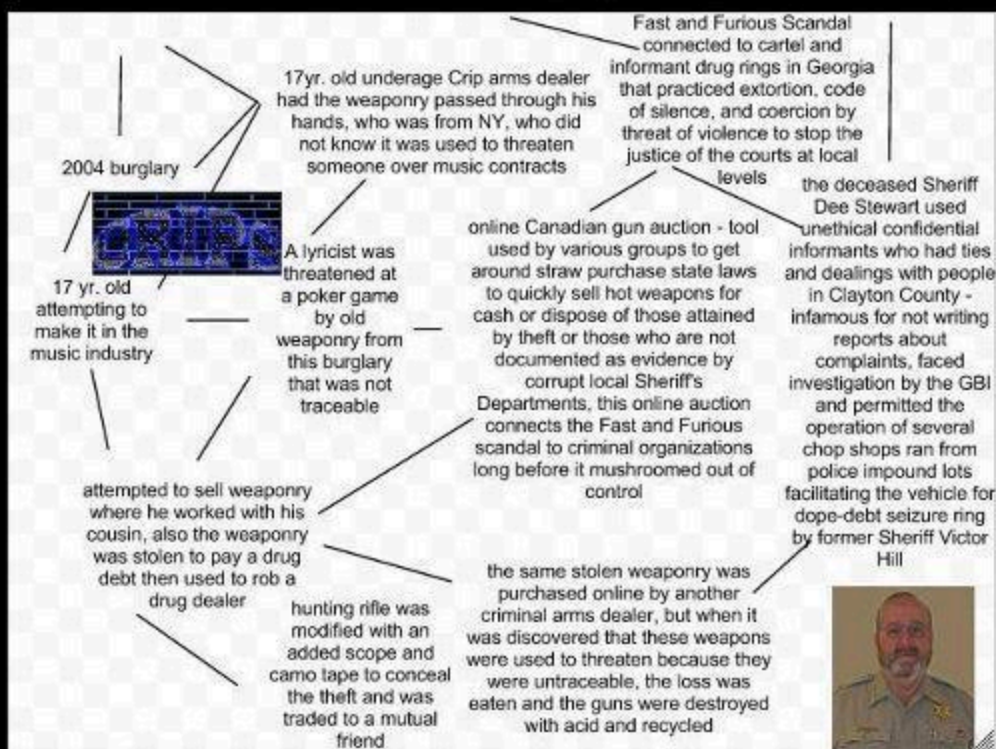 Fast and Furious Scandal
connected to cartel and
informant drug rings in Georgia
that practiced extortion, code
of silence, and coercion by
threat of violence to stop the
justice of the courts at local
levels
17yr. old underage Crip arms dealer
had the weaponry passed through his
hands, who was from NY, who did
not know it was used to threaten
someone over music contracts
2004 burglary
CRIPS
17 yr. old
attempting to
make it in the
music industry
A lyricist was
threatened at
a poker game
by old
weaponry from
this burglary
that was not
traceable
online Canadian gun auction - tool
used by various groups to get
around straw purchase state laws
to quickly sell hot weapons for
cash or dispose of those attained
by theft or those who are not
documented as evidence by
corrupt local Sheriff's
Departments, this online auction
connects the Fast and Furious
scandal to criminal organizations
long before it mushroomed out of
control
the deceased Sheriff
Dee Stewart used
unethical confidential
informants who had ties
and dealings with people
in Clayton County -
infamous for not writing
reports about
complaints, faced
investigation by the GBI
and permitted the
operation of several
chop shops ran from
police impound lots
facilitating the vehicle for
dope-debt seizure ring
by former Sheriff Victor
Hill
attempted to sell weaponry
where he worked with his
cousin, also the weaponry
was stolen to pay a drug
debt then used to rob a
drug dealer
hunting rifle was
modified with an
added scope and
camo tape to conceal
the theft and was
traded to a mutual
friend
the same stolen weaponry was
purchased online by another
criminal arms dealer, but when it
was discovered that these weapons
were used to threaten because they
were untraceable, the loss was
eaten and the guns were destroyed
with acid and recycled